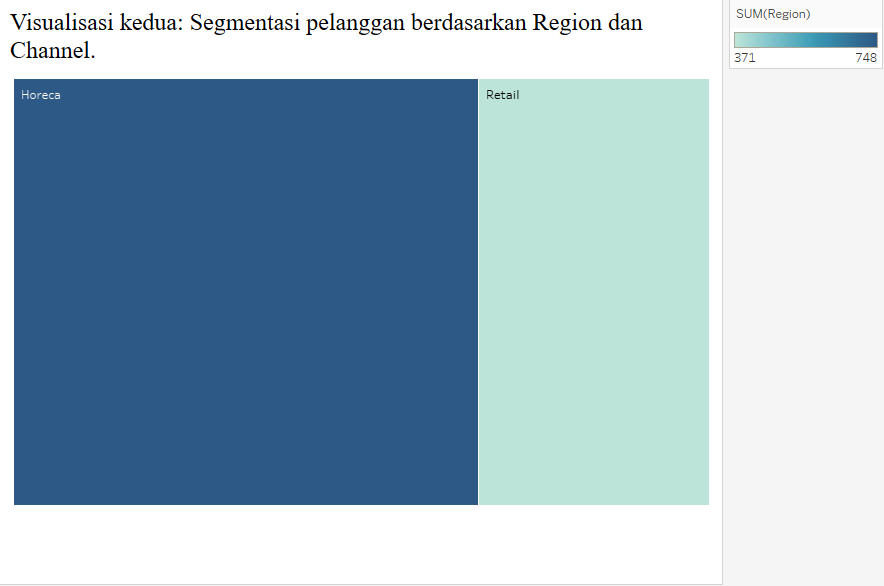 Visualisasi kedua: Segmentasi pelanggan berdasarkan Region dan
Channel.
SUM(Region)
371 748
Horeca
Retail